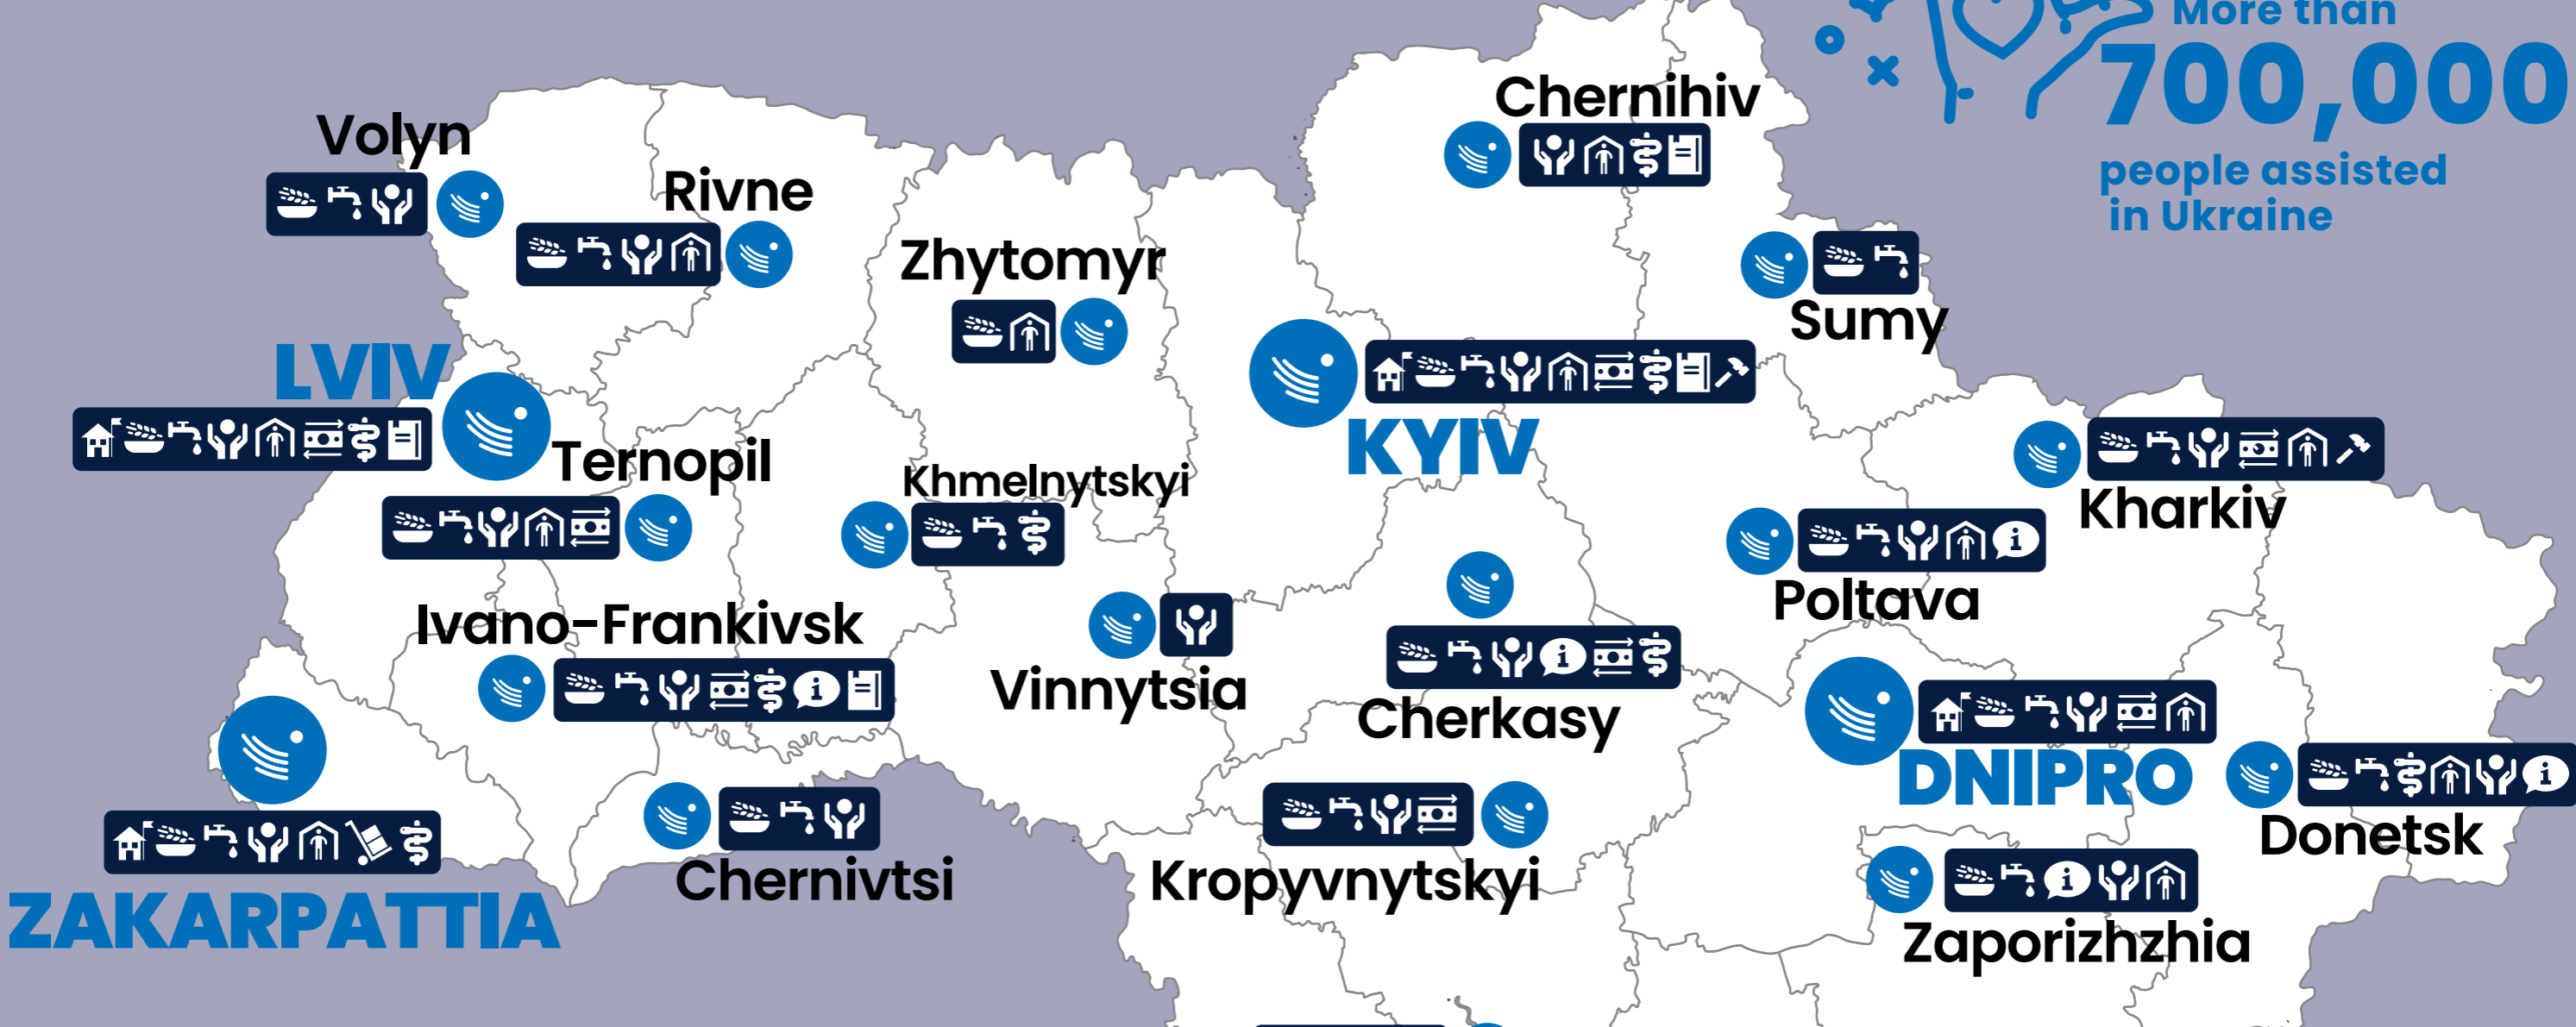 More than
700,000
people assisted
in Ukraine
Chernihiv
Volyn
Rivne
Zhytomyr
Sumy
LVIV
KYIV
Ternopil
Khmelnytskyi
Kharkiv
Poltava
Ivano-Frankivsk
Vinnytsia
Cherkasy
DNIPRO
Donetsk
Chernivtsi
Kropyvnytskyi
ZAKARPATTIA
Zaporizhzhia